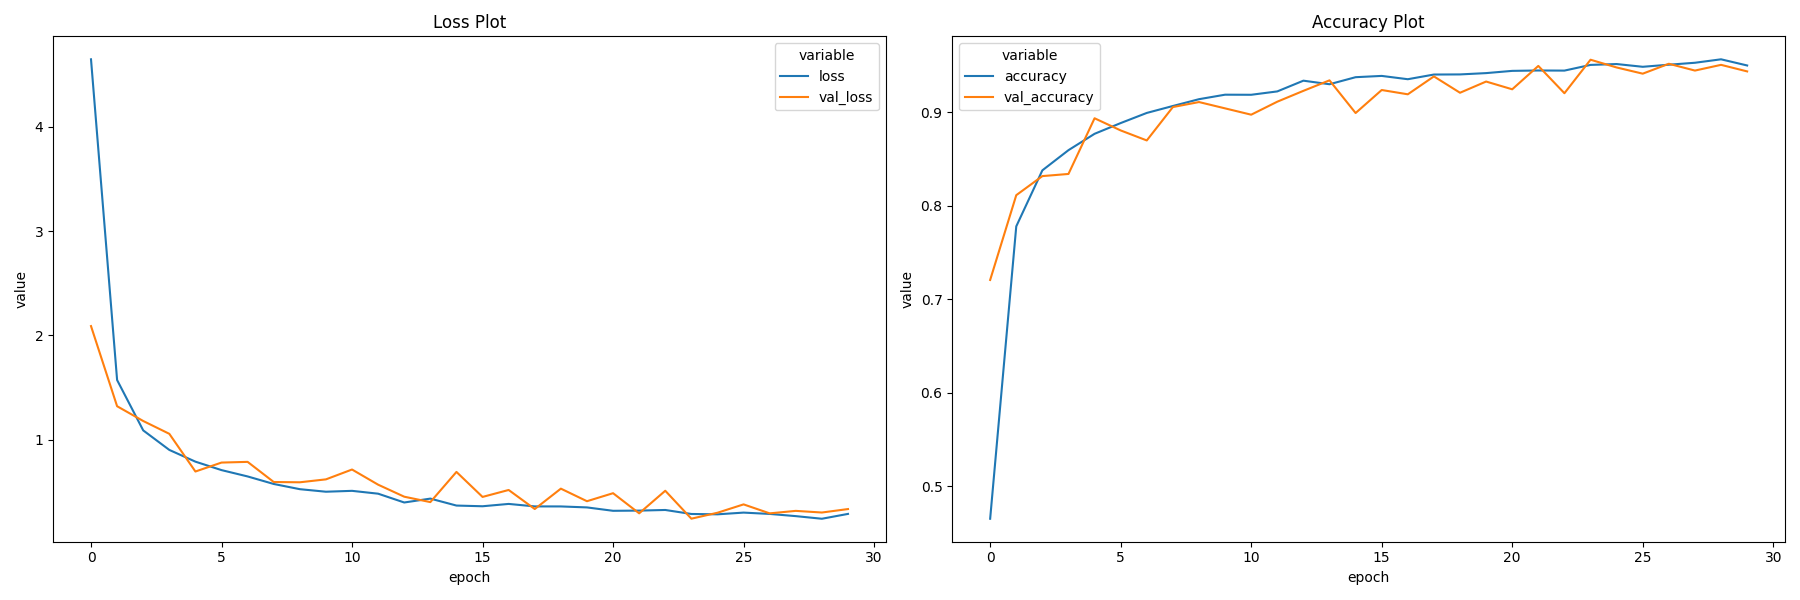 Loss Plot
variable
loss
val_loss
value
4
3
2
1
0 5 10 15 20 25 30
epoch
Accuracy Plot
variable
accuracy
val_accuracy
value
0.9
0.8
0.7
0.6
0.5
0 5 10 15 20 25 30
epoch